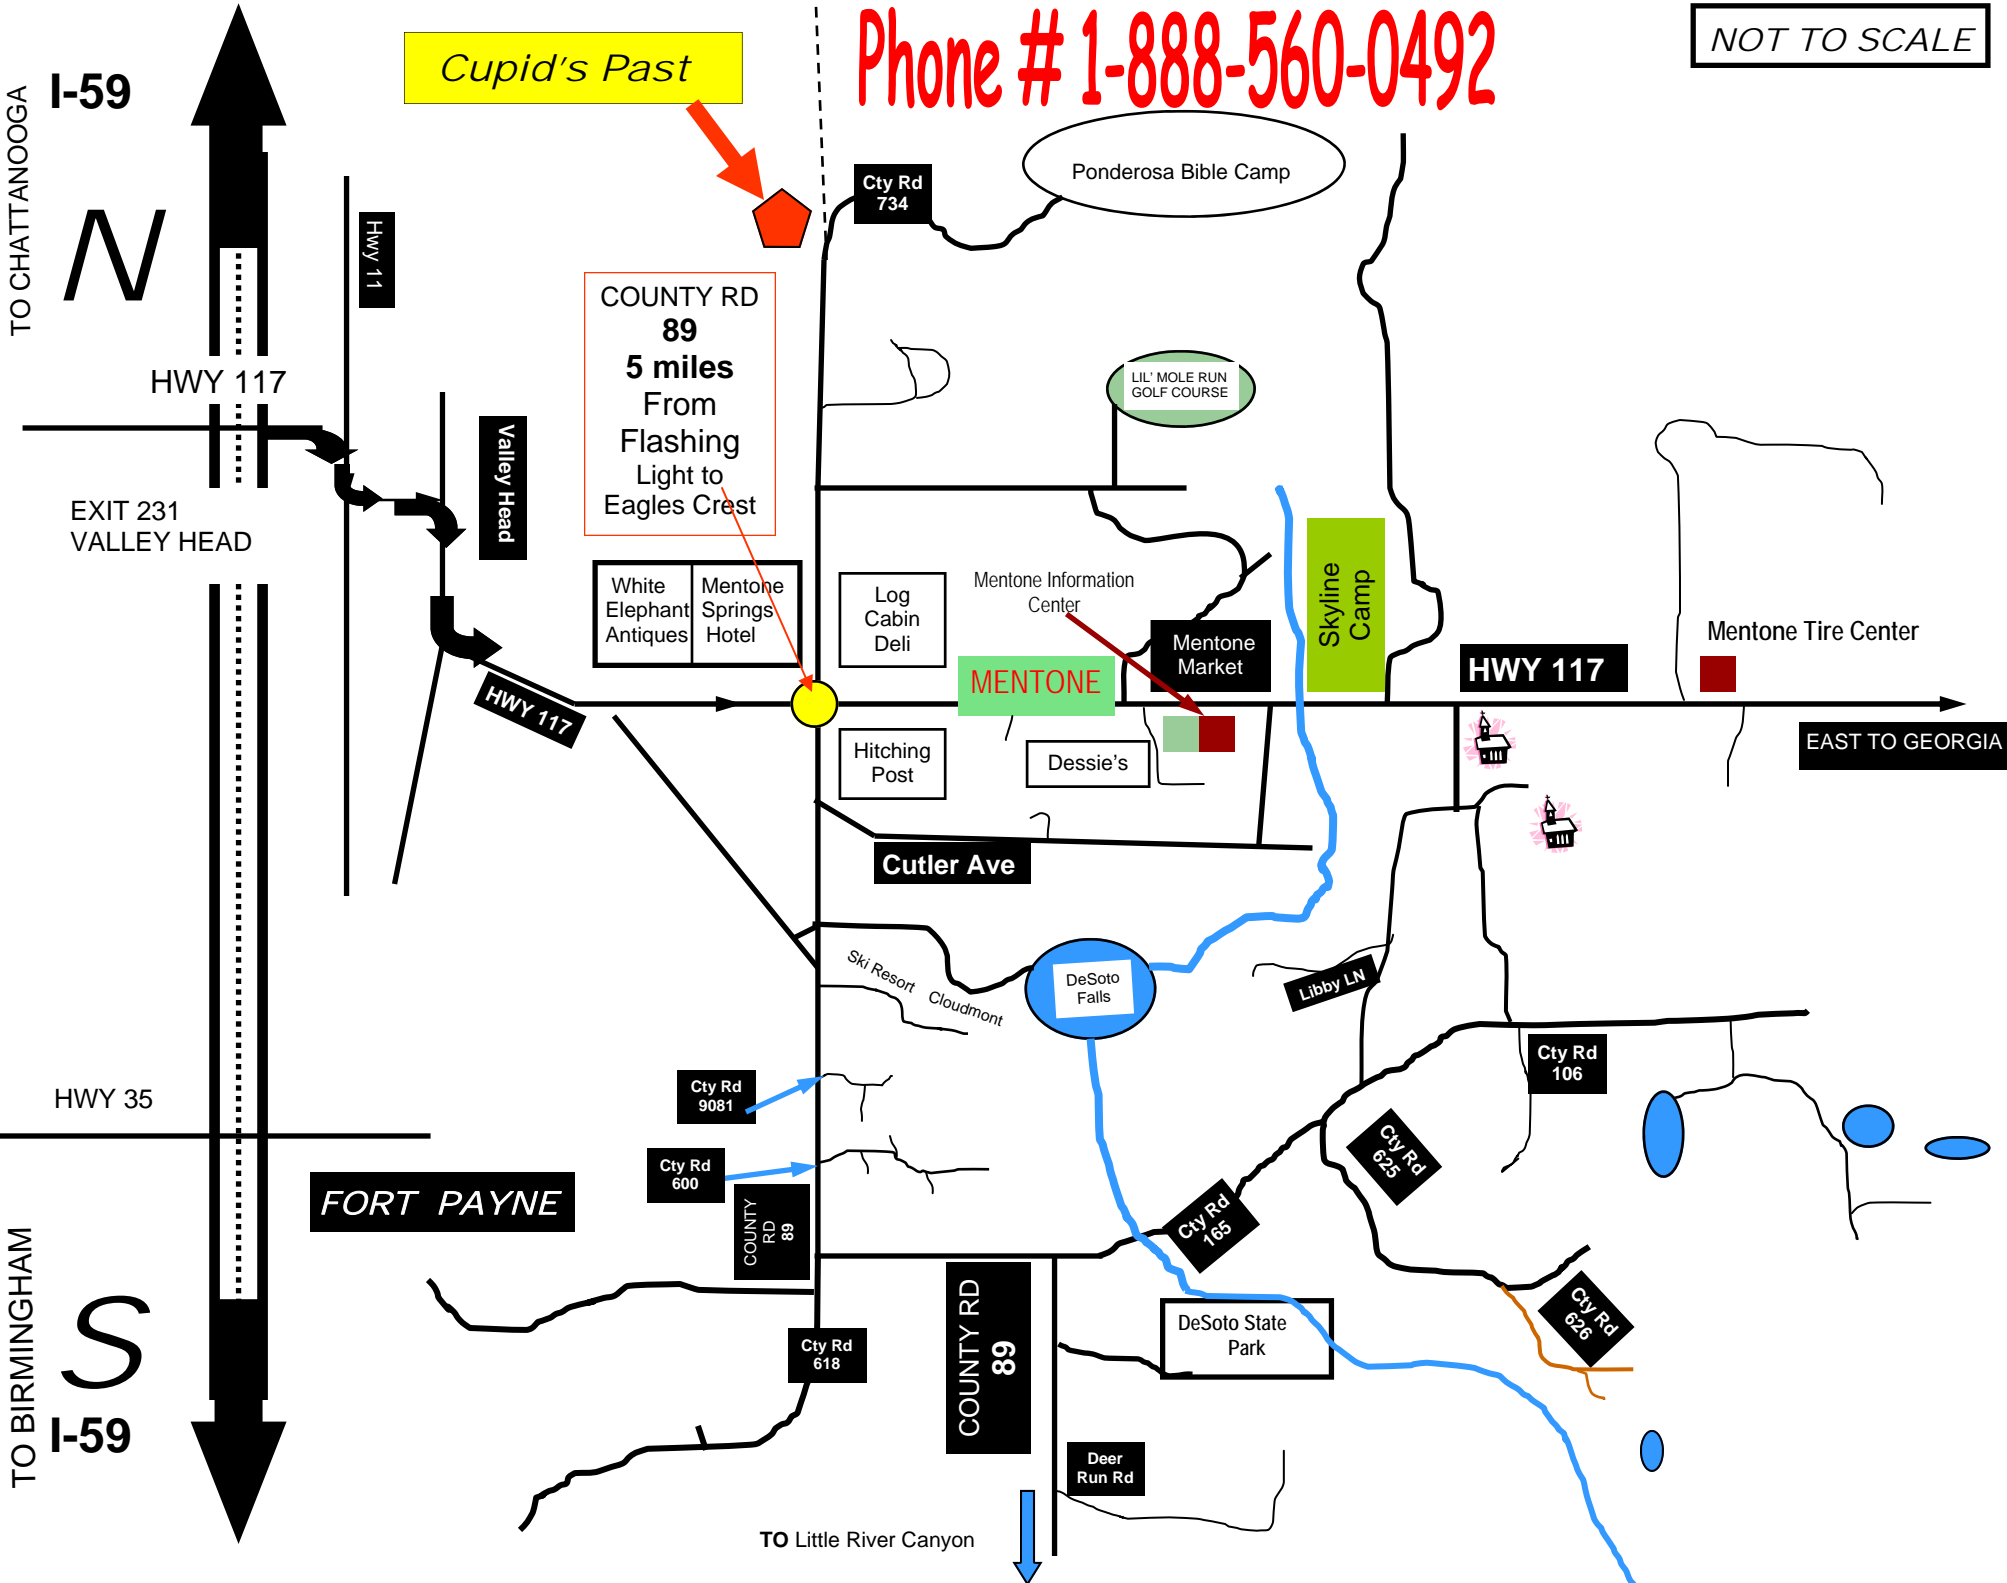 Phone # 1-888-560-0492
NOT TO SCALE
Cupid's Past
I-59
TO CHATTANOOGA
N
Hwy 11
Cty Rd
734
Ponderosa Bible Camp
COUNTY RD
89
5 miles
From
Flashing
Light to
Eagles Crest
HWY 117
LIL' MOLE RUN
GOLF COURSE
Valley Head
EXIT 231
VALLEY HEAD
White
Elephant
Antiques
Mentone
Springs
Hotel
Log
Cabin
Deli
Mentone Information
Center
Mentone
Market
Skyline
Camp
Mentone Tire Center
MENTONE
HWY 117
HWY 117
EAST TO GEORGIA
Hitching
Post
Dessie's
Cutler Ave
Ski Resort
Cloudmont
DeSoto
Falls
Libby LN
Cty Rd
106
Cty Rd
9081
HWY 35
Cty Rd
625
Cty Rd
600
FORT PAYNE
COUNTY
RD
89
Cty Rd
165
TO BIRMINGHAM
S
I-59
COUNTY RD
89
Cty Rd
618
DeSoto State
Park
Cty Rd
626
Deer
Run Rd
TO Little River Canyon